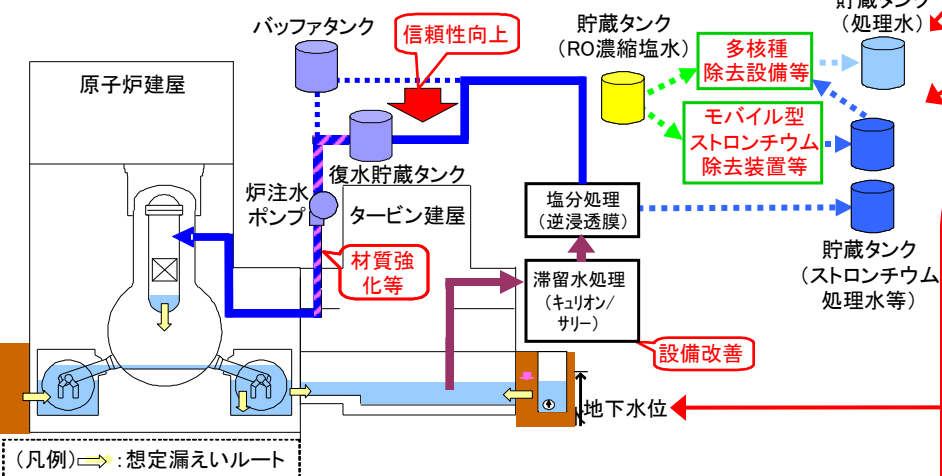 貯蔵タンク
(処理水)
バッファタンク
信頼性向上
貯蔵タンク
(RO濃縮塩水)
多核種
除去設備等
原子炉建屋
モバイル型
ストロンチウム
除去装置等
復水貯蔵タンク
炉注水
ポンプ
タービン建屋
塩分処理
(逆浸透膜)
材質強
化等
貯蔵タンク
(ストロンチウム
処理水等)
滞留水処理
(キュリオン/
サリー)
設備改善
地下水位
(凡例) :想定漏えいルート